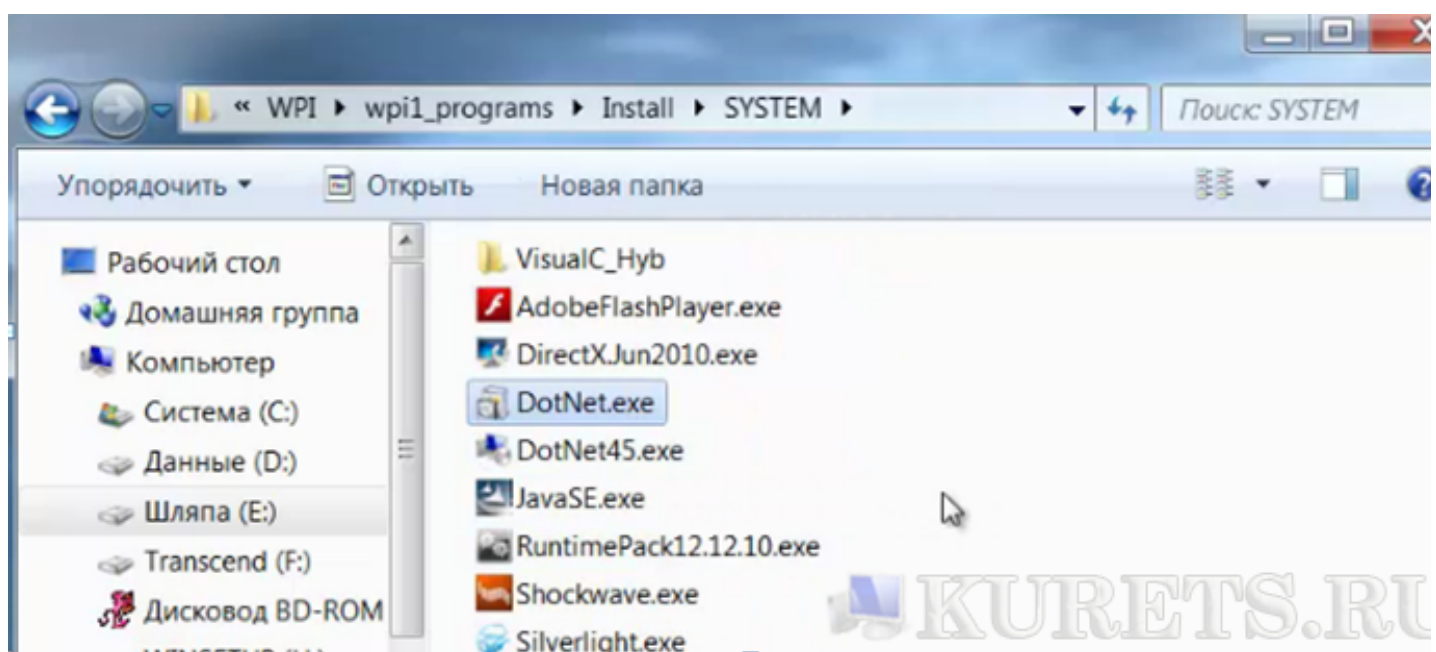 « WPI ▸ wpi1_programs ▸ Install ▸ SYSTEM ▸ Поиск: SYSTEM
Упорядочить Открыть Новая папка
Рабочий стол
Домашняя группа
Компьютер
Система (C:)
Данные (D:)
Шляпа (E:)
Transcend (F:)
Дисковод BD-ROM
VisualC_Hyb
AdobeFlashPlayer.exe
DirectX.Jun2010.exe
DotNet.exe
DotNet45.exe
JavaSE.exe
RuntimePack12.12.10.exe
Shockwave.exe
Silverlight.exe
KURETS.RU